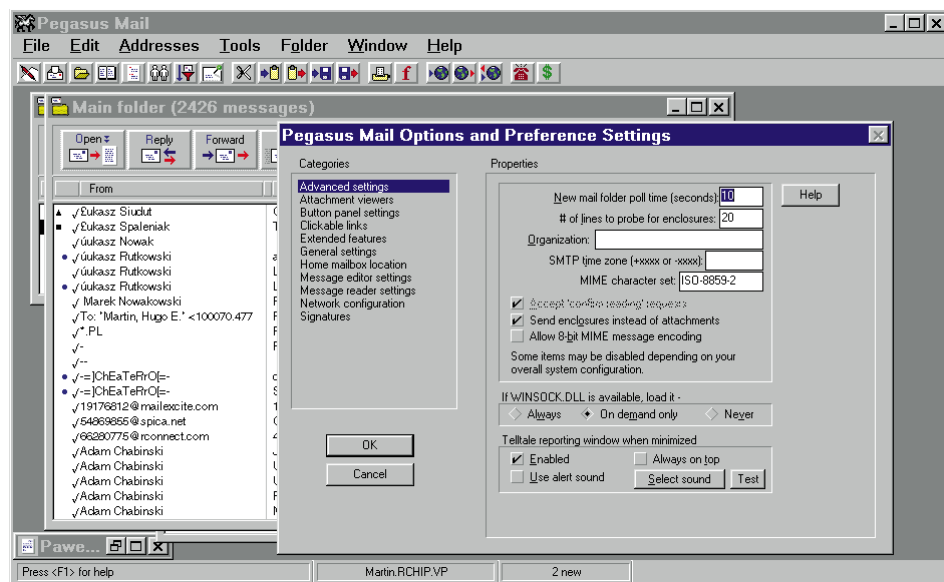 Pegasus Mail
File Edit Addresses Tools Folder Window Help
Main folder (2426 messages)
Open Reply Forward
From
√£ukasz Siudut
√£ukasz Spaleniak
√úukasz Nowak
√úukasz Rutkowski
√úukasz Rutkowski
√úukasz Rutkowski
√ Marek Nowakowski
√To: "Martin, Hugo E." <100070.477
√*.PL
√-
√--
√-=]ChEaTeRrO[=-
√-=]ChEaTeRrO[=-
√19176812@mailexcite.com
√54869855@spica.net
√66280775@rconnect.com
√Adam Chabinski
√Adam Chabinski
√Adam Chabinski
√Adam Chabinski
√Adam Chabinski
Pegasus Mail Options and Preference Settings
Categories
Advanced settings
Attachment viewers
Button panel settings
Clickable links
Extended features
General settings
Home mailbox location
Message editor settings
Message reader settings
Network configuration
Signatures
OK
Cancel
Properties
New mail folder poll time (seconds): 10
Help
# of lines to probe for enclosures: 20
Organization:
SMTP time zone (+xxxx or -xxxx):
MIME character set: ISO-8859-2
Accept 'confirm reading' requests
Send enclosures instead of attachments
Allow 8-bit MIME message encoding
Some items may be disabled depending on your
overall system configuration.
If WINSOCK.DLL is available, load it -
Always On demand only Never
Telltale reporting window when minimized
Enabled Always on top
Use alert sound Select sound Test
Pawe...
Press <F1> for help Martin.RCHIP.VP 2 new